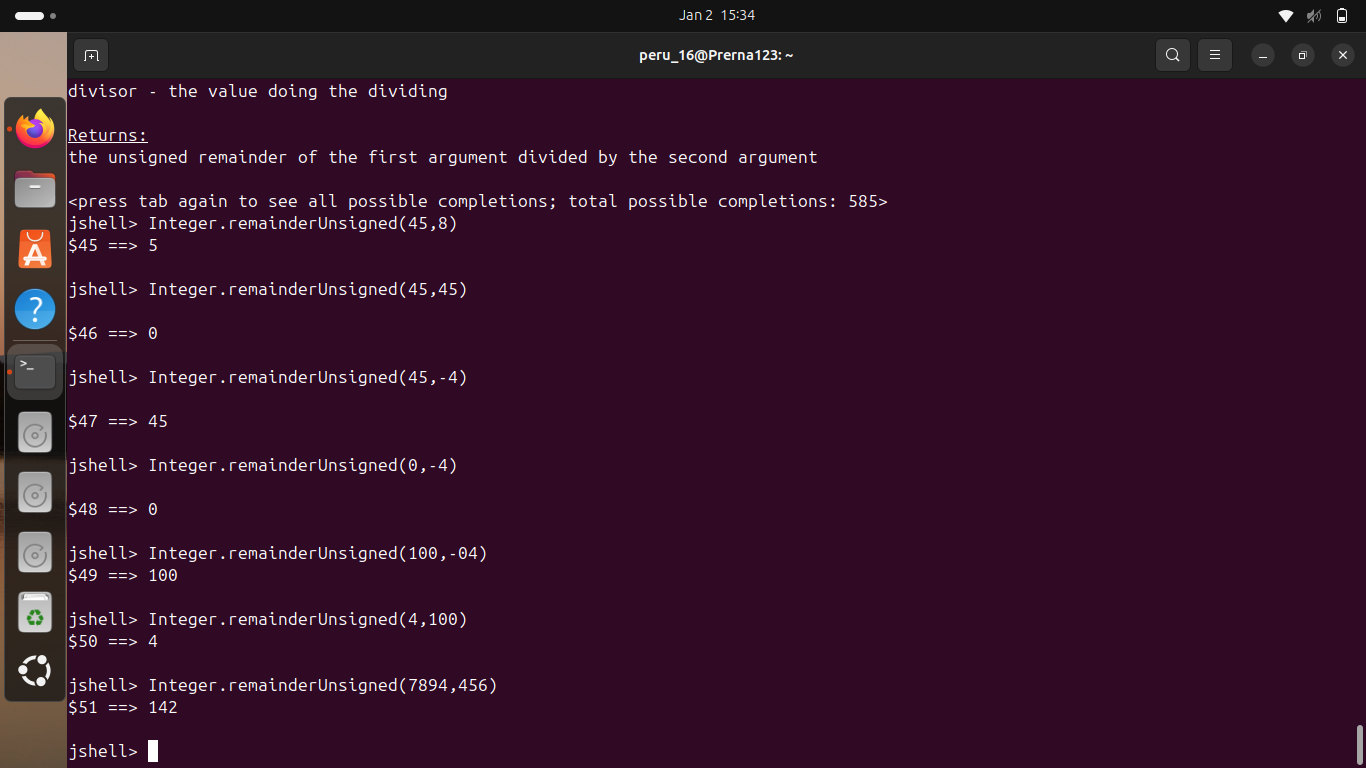 Jan 2 15:34
peru_16@Prerna123: ~
divisor - the value doing the dividing
Returns:
the unsigned remainder of the first argument divided by the second argument
<press tab again to see all possible completions; total possible completions: 585>
jshell> Integer.remainderUnsigned(45,8)
$45 ==> 5
jshell> Integer.remainderUnsigned(45,45)
$46 ==> 0
jshell> Integer.remainderUnsigned(45,-4)
$47 ==> 45
jshell> Integer.remainderUnsigned(0,-4)
$48 ==> 0
jshell> Integer.remainderUnsigned(100,-04)
$49 ==> 100
jshell> Integer.remainderUnsigned(4,100)
$50 ==> 4
jshell> Integer.remainderUnsigned(7894,456)
$51 ==> 142
jshell>